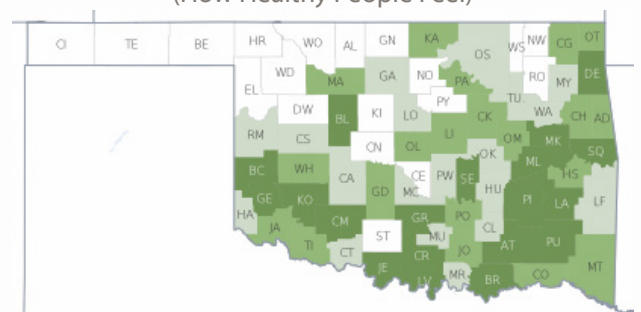 (How Healthy People Feel)
CI TE BE HR WO AL GN KA OS WS NW CG OT
EL WD MA GA NO PA RO MY DE
DW BL KI LO PY CK TU WA CH AD
RM CS CN OL LI OM MK SQ
BC WH CA GD MC CE PW SE OK HU ML HS
GE KO PI LA LF
HA JA TI CM CT ST GR MU PO CL AT PU
JE CR LV JO MR BR CO MT